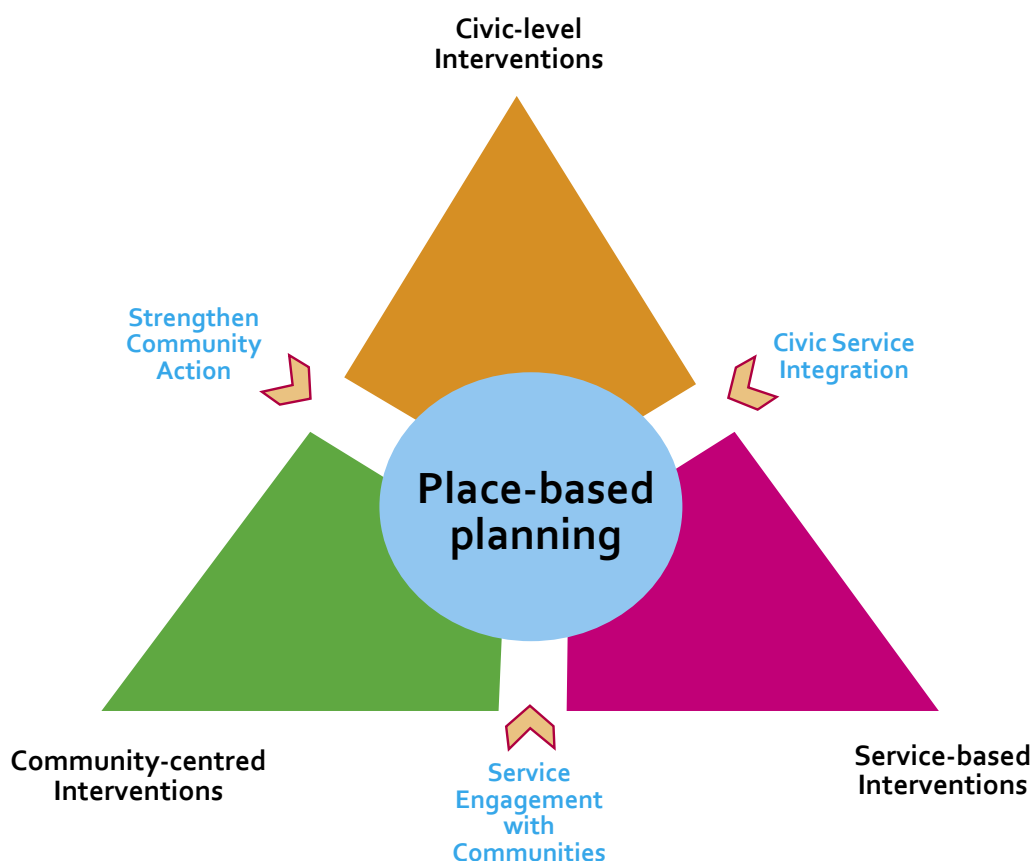 Civic-level
Interventions
Strengthen
Community
Action
Civic Service
Integration
Place-based
planning
Community-centred
Interventions
Service
Engagement
with
Communities
Service-based
Interventions